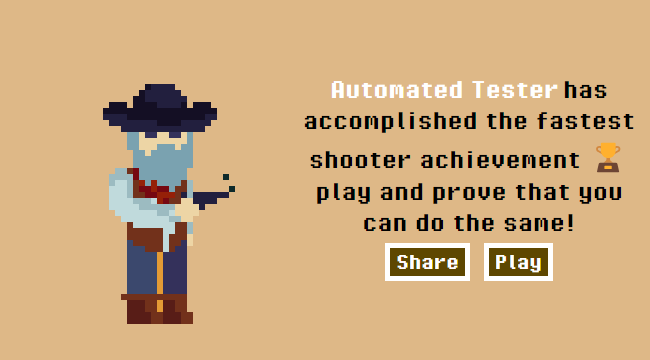 Automated Tester has
accomplished the fastest
shooter achievement
play and prove that you
can do the same!
Share Play